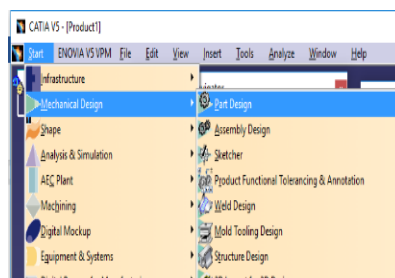 CATIA V5 - [Product1]
Start ENOVIA V5 VPM File Edit View Insert Tools Analyze Window Help
Infrastructure
Mechanical Design Part Design
Shape Assembly Design
Analysis & Simulation Sketcher
AEC Plant Product Functional Tolerancing & Annotation
Machining Weld Design
Digital Mockup Mold Tooling Design
Equipment & Systems Structure Design